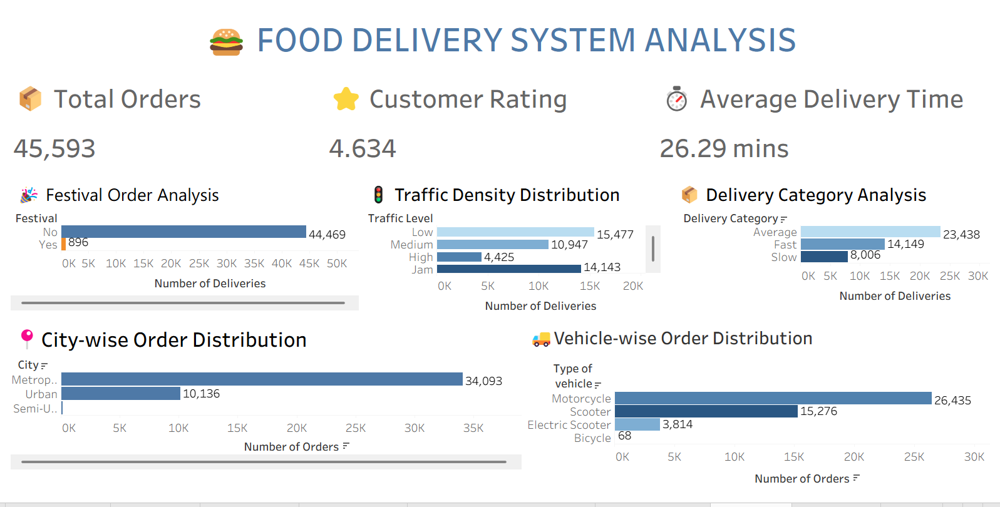 FOOD DELIVERY SYSTEM ANALYSIS
Total Orders
45,593
Customer Rating
4.634
Average Delivery Time
26.29 mins
Festival Order Analysis
Festival
No 44,469
Yes 896
0K 5K 10K 15K 20K 25K 30K 35K 40K 45K 50K
Number of Deliveries
Traffic Density Distribution
Traffic Level
Low 15,477
Medium 10,947
High 4,425
Jam 14,143
0K 5K 10K 15K 20K
Number of Deliveries
Delivery Category Analysis
Delivery Category
Average 23,438
Fast 14,149
Slow 8,006
0K 5K 10K 15K 20K 25K 30K
Number of Deliveries
City-wise Order Distribution
City
Metrop.. 34,093
Urban 10,136
Semi-U..
0K 5K 10K 15K 20K 25K 30K 35K
Number of Orders
Vehicle-wise Order Distribution
Type of
vehicle
Motorcycle 26,435
Scooter 15,276
Electric Scooter 3,814
Bicycle 68
0K 5K 10K 15K 20K 25K 30K
Number of Orders